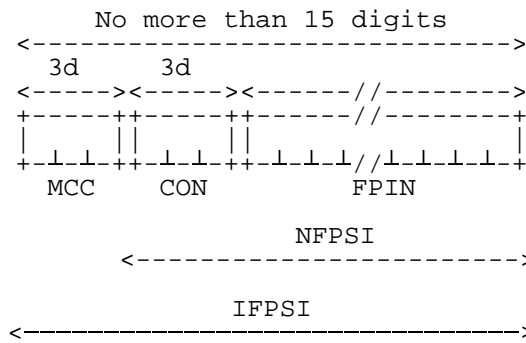 No more than 15 digits
3d 3d
MCC CON FPIN
NFPSI
IFPSI